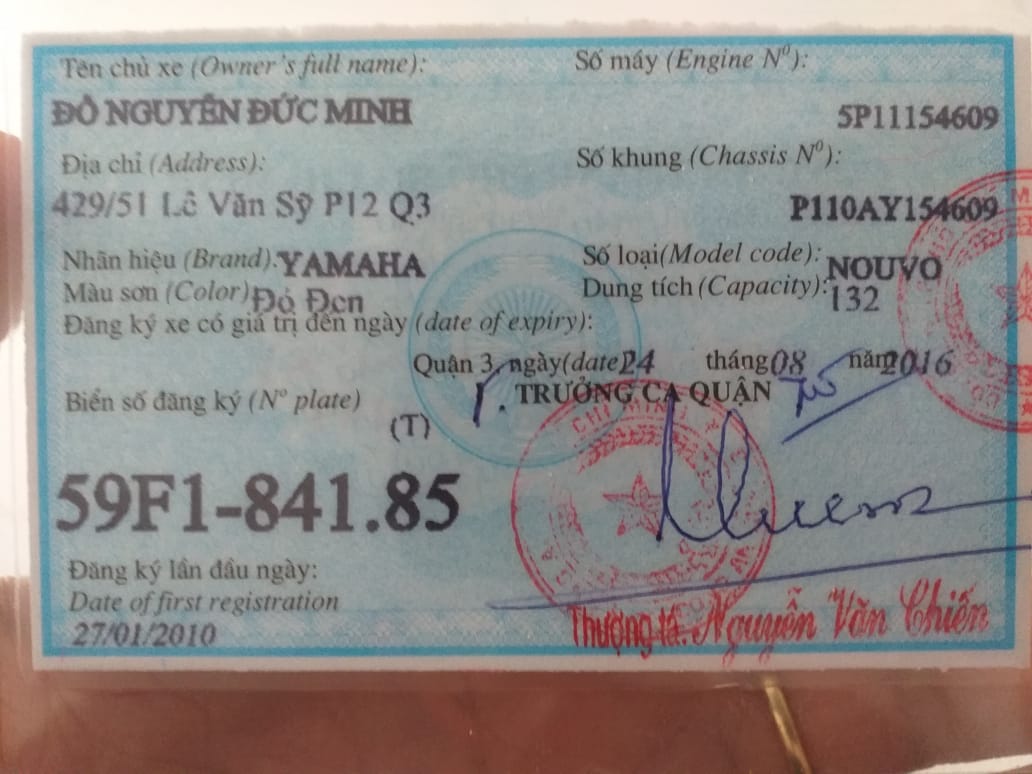 Tên chủ xe (Owner's full name):
ĐỖ NGUYỄN ĐỨC MINH
Địa chỉ (Address):
429/51 Lê Văn Sỹ P12 Q3
Nhãn hiệu (Brand): YAMAHA
Màu sơn (Color) Đỏ Đen
Số máy (Engine N⁰):
5P11154609
Số khung (Chassis N⁰):
P110AY154609
Số loại (Model code): NOUVO
Dung tích (Capacity): 132
Đăng ký xe có giá trị đến ngày (date of expiry):
Quận 3, ngày (date) 24 tháng 08 năm 2016
T. TRƯỞNG CA QUẬN
Biển số đăng ký (N° plate)
(T)
59F1-841.85
Đăng ký lần đầu ngày:
Date of first registration
27/01/2010
Thượng tá: Nguyễn Văn Chiến